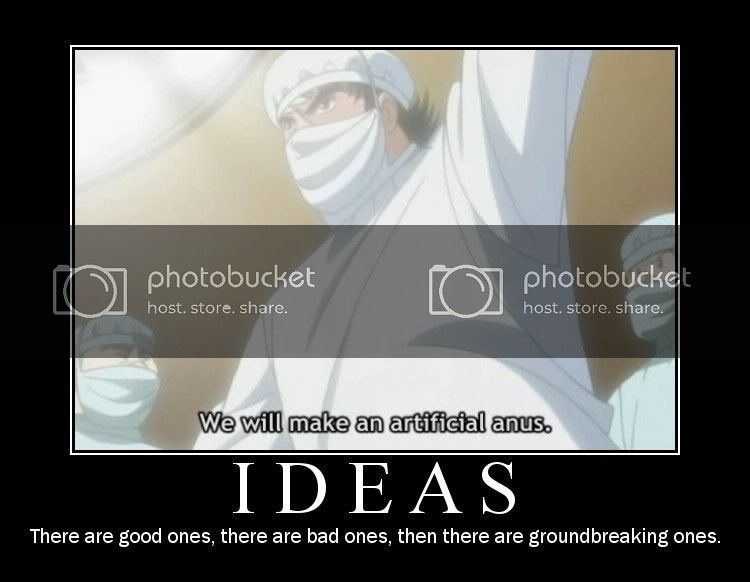 photobucket
host. store. share.
photobucket
host. store. share.
We will make an artificial anus.
IDEAS
There are good ones, there are bad ones, then there are groundbreaking ones.